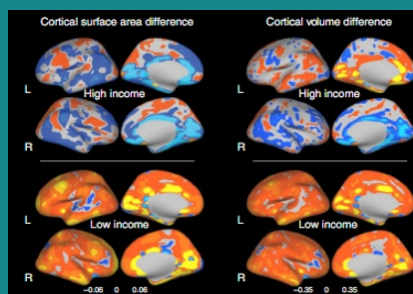 Cortical surface area difference
Cortical volume difference
L
High income
R
L
Low income
R
-0.06 0 0.06
L
High income
R
L
Low income
R
-0.35 0 0.35